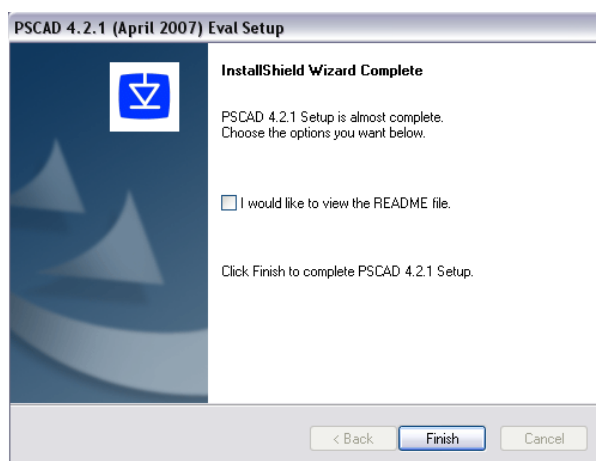 PSCAD 4.2.1 (April 2007) Eval Setup
InstallShield Wizard Complete
PSCAD 4.2.1 Setup is almost complete.
Choose the options you want below.
I would like to view the README file.
Click Finish to complete PSCAD 4.2.1 Setup.
< Back Finish Cancel